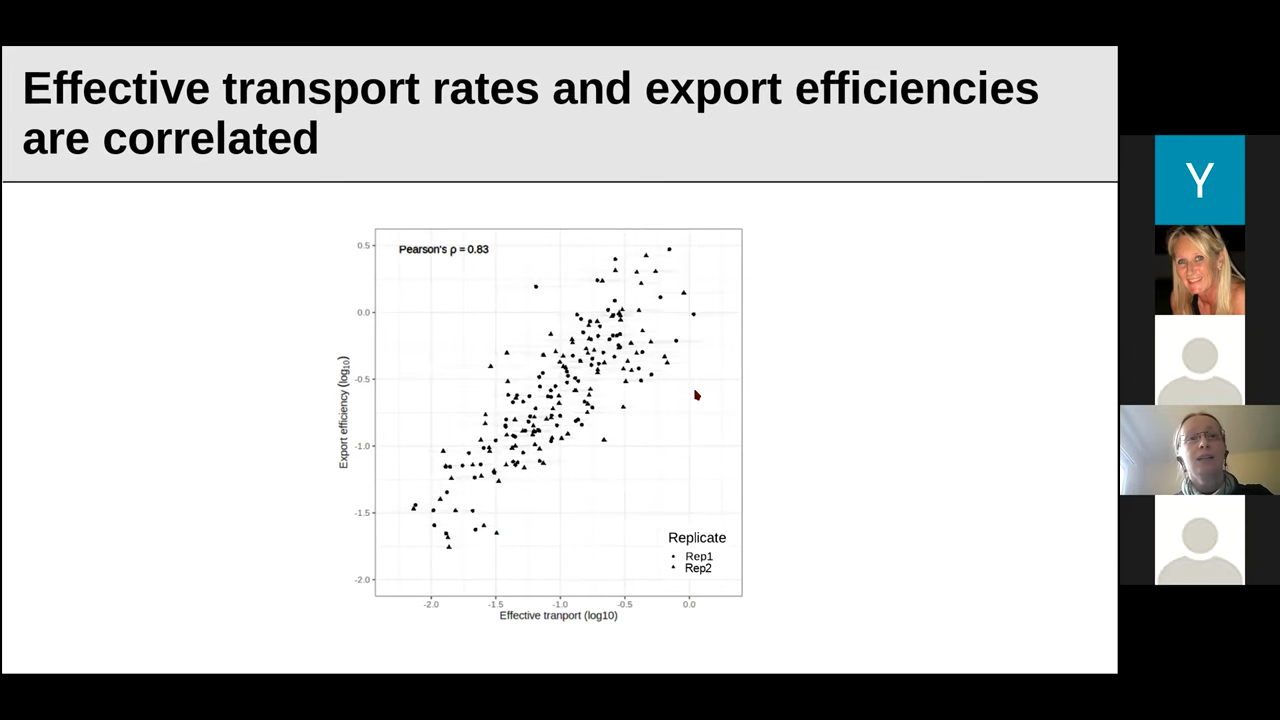 Effective transport rates and export efficiencies
are correlated
Y
Pearson's ρ = 0.83
0.5
0.0
-0.5
-1.0
-1.5
-2.0
Export efficiency (log10)
-2.0 -1.5 -1.0 -0.5 0.0
Effective tranport (log10)
Replicate
Rep1
Rep2